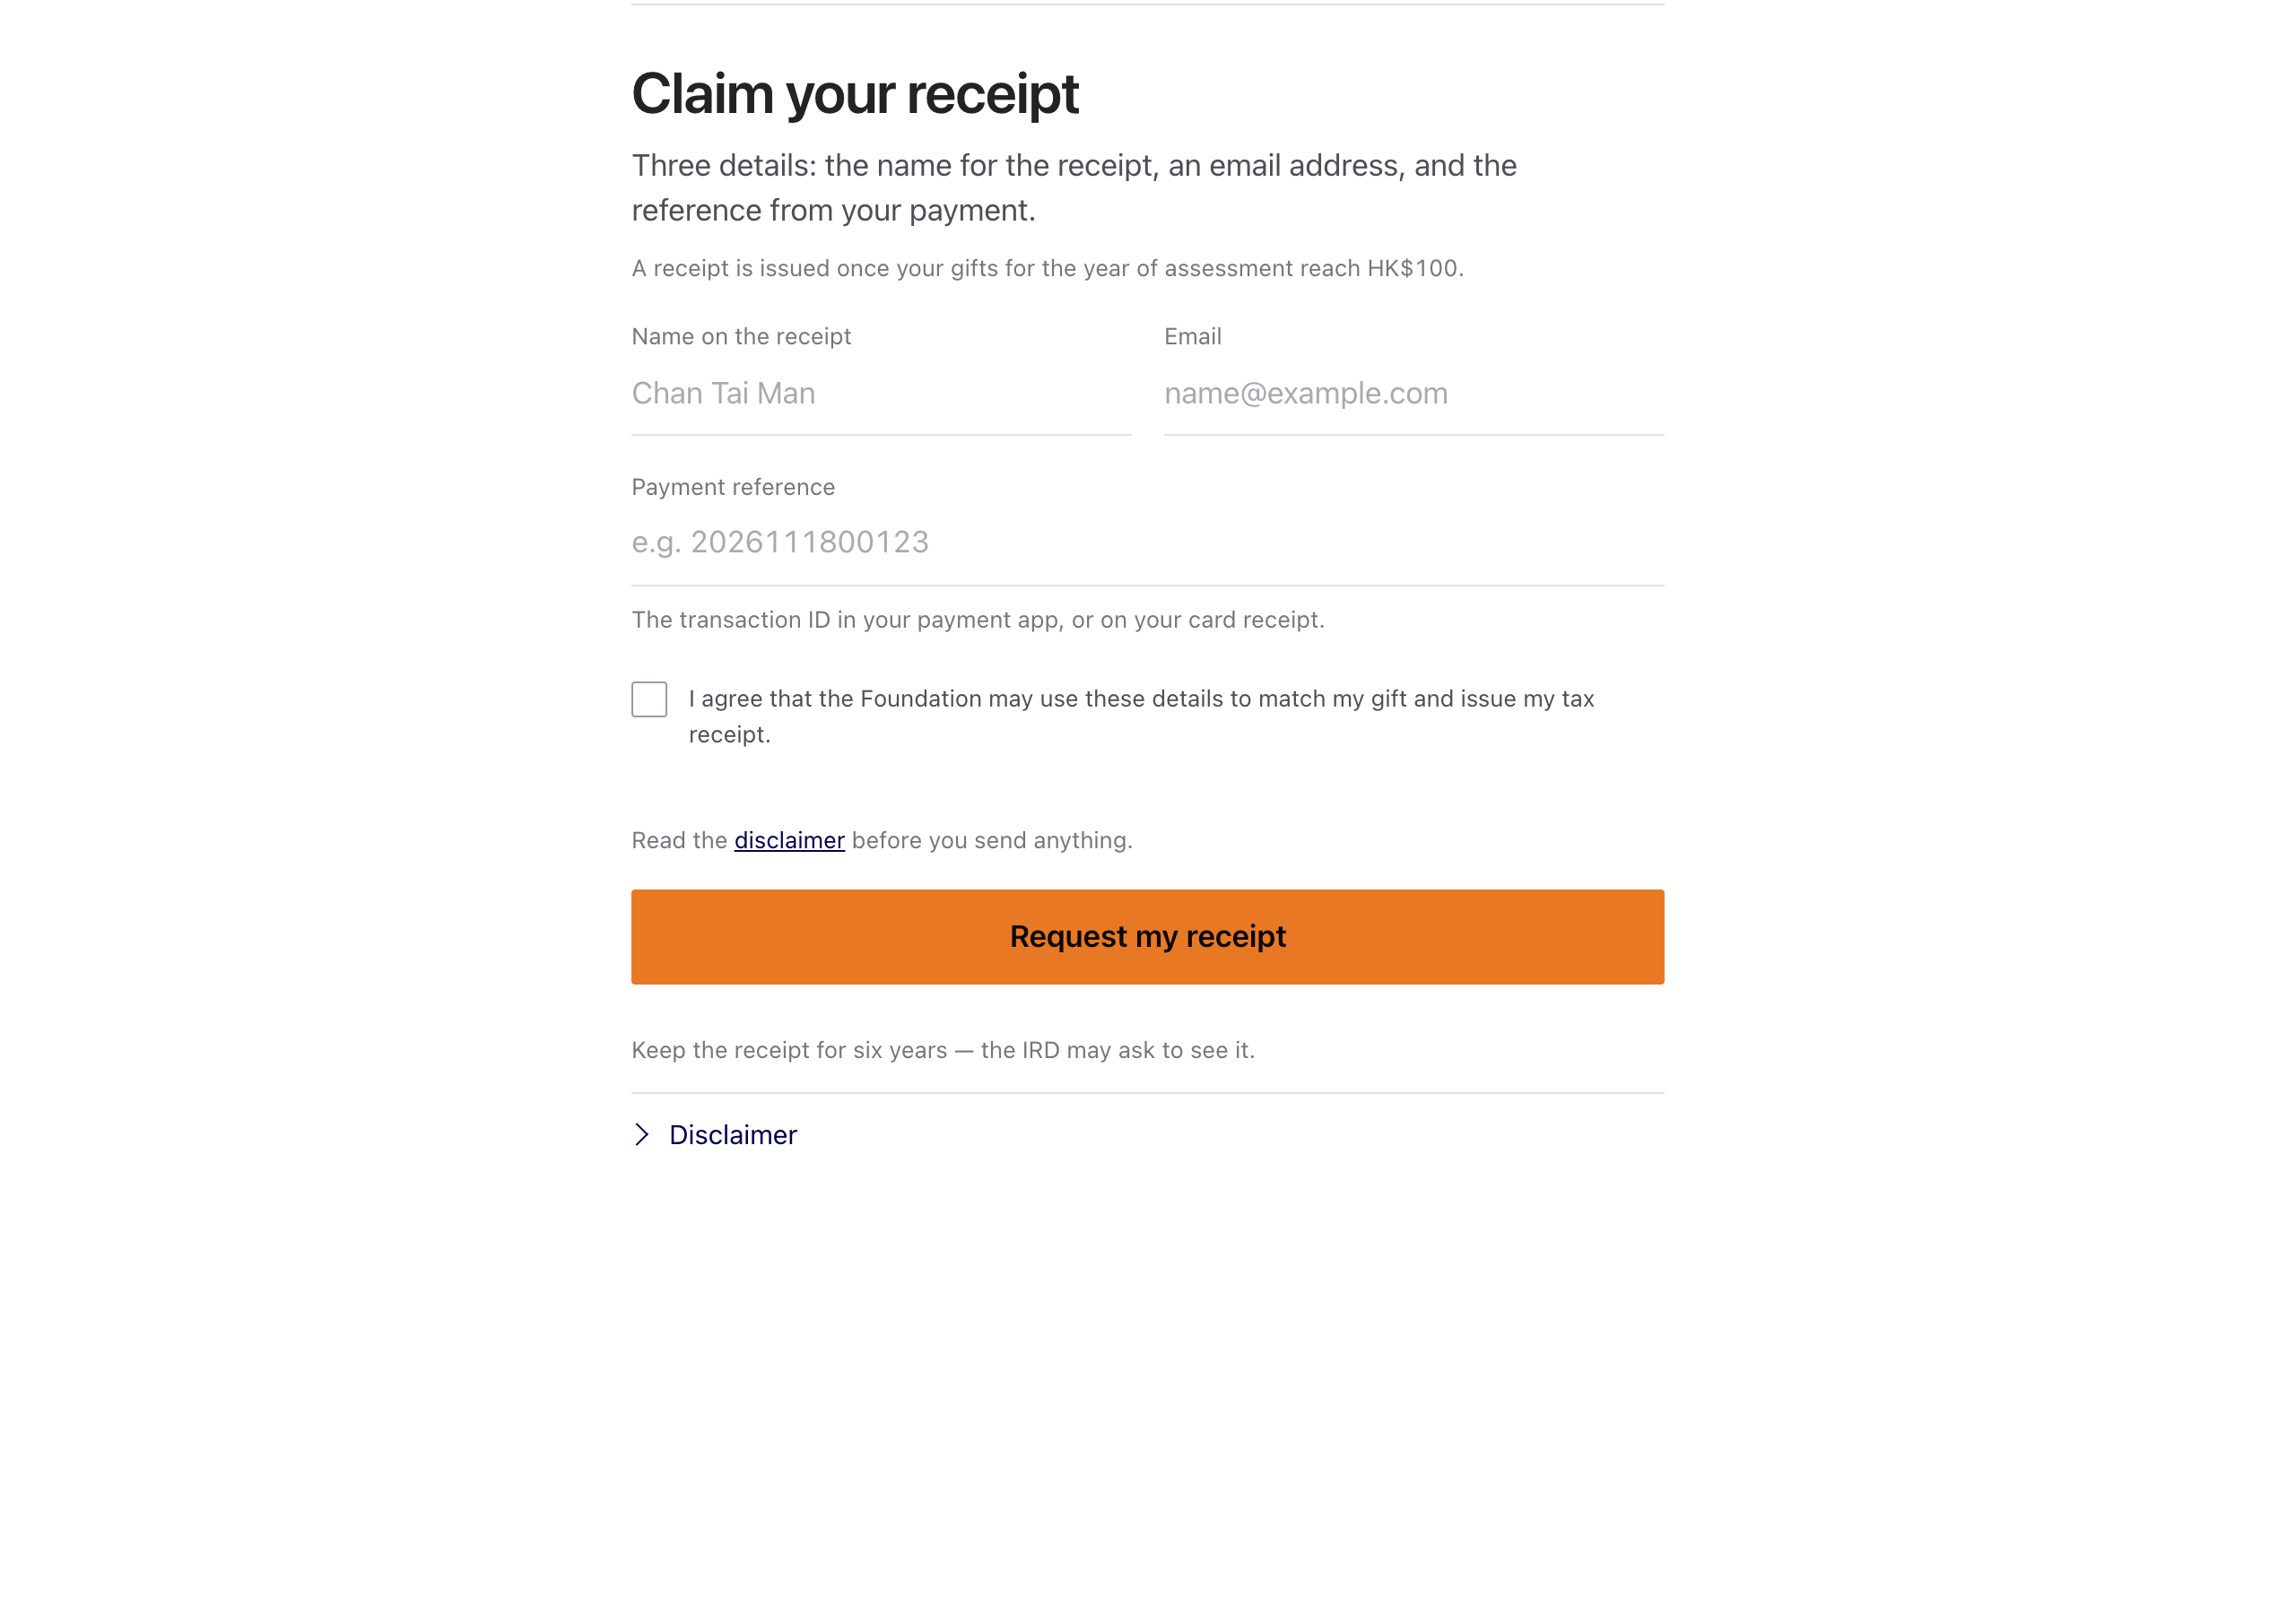 Claim your receipt
Three details: the name for the receipt, an email address, and the
reference from your payment.
A receipt is issued once your gifts for the year of assessment reach HK$100.
Name on the receipt
Email
Chan Tai Man
name@example.com
Payment reference
e.g. 2026111800123
The transaction ID in your payment app, or on your card receipt.
I agree that the Foundation may use these details to match my gift and issue my tax
receipt.
Read the disclaimer before you send anything.
Request my receipt
Keep the receipt for six years — the IRD may ask to see it.
Disclaimer